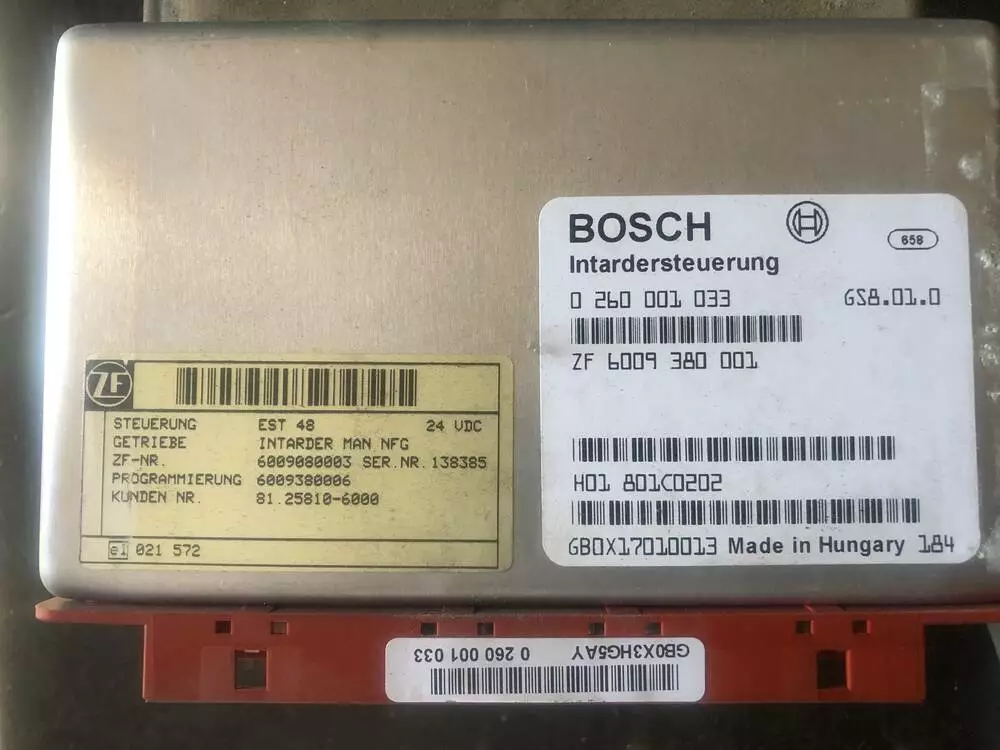 BOSCH
658
Intardersteuerung
0 260 001 033 GS8.01.0
ZF 6009 380 001
H01 801C0202
GB0X17010013 Made in Hungary 184
ZF
STEUERUNG EST 48 24 VDC
GETRIEBE INTARDER MAN NFG
ZF-NR. 6009080003 SER.NR. 138385
PROGRAMMIERUNG 6009380006
KUNDEN NR. 81.25810-6000
e1 021 572
GB0X3HG5AY 0 260 001 033